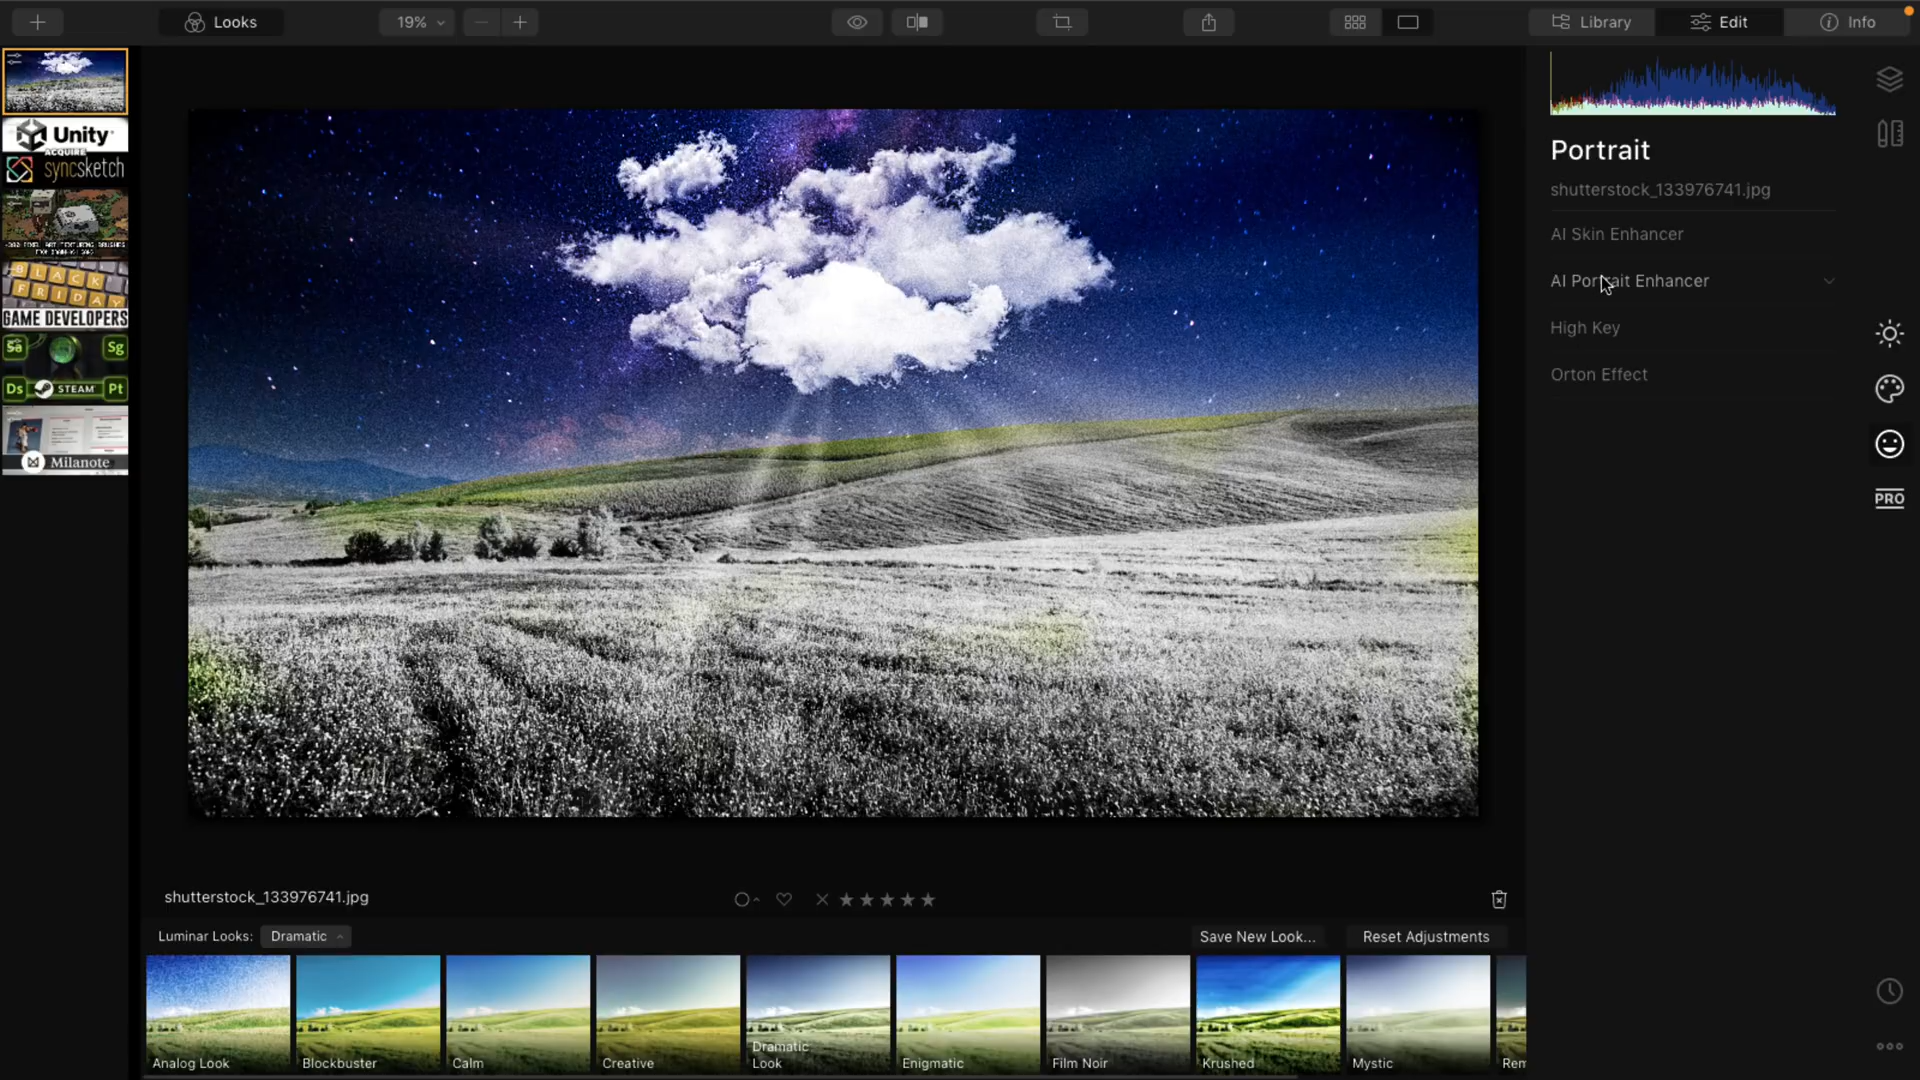 Looks
19%
Library
Edit
Info
Unity
ACQUIRE
syncsketch
BLACK
FRIDAY
GAME DEVELOPERS
Sa
Sg
Ds
STEAM
Pt
Milanote
Portrait
shutterstock_133976741.jpg
AI Skin Enhancer
AI Portrait Enhancer
High Key
Orton Effect
PRO
shutterstock_133976741.jpg
Luminar Looks:
Dramatic
Save New Look...
Reset Adjustments
Analog Look
Blockbuster
Calm
Creative
Dramatic
Look
Enigmatic
Film Noir
Krushed
Mystic